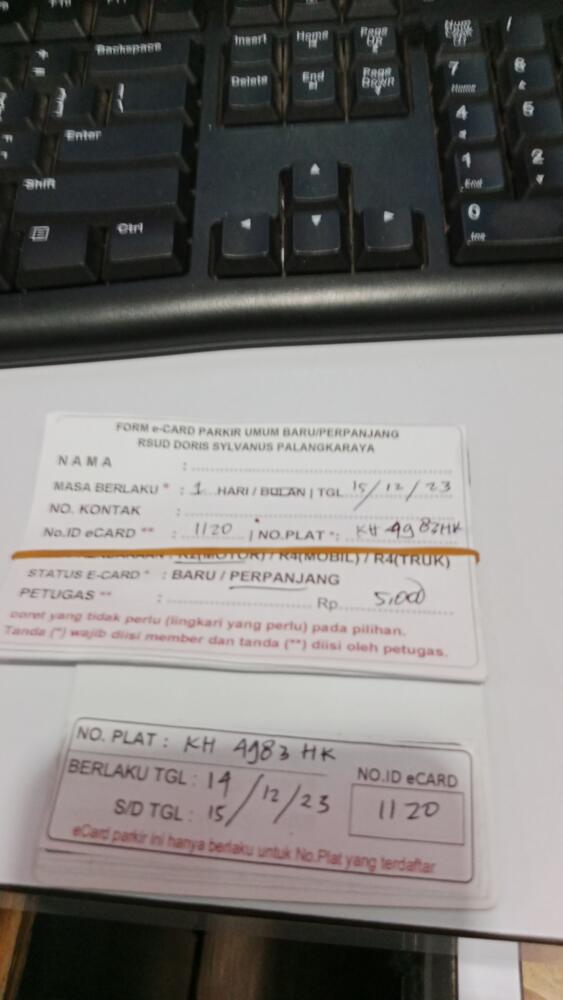 Backspace
Insert Home Page Up Num Lock /
Delete End Page Down 7 Home 8
Enter 4 5
Shift 1 End 2
Ctrl 0 Ins
FORM e-CARD PARKIR UMUM BARU/PERPANJANG
RSUD DORIS SYLVANUS PALANGKARAYA
NAMA :
MASA BERLAKU * : 1 HARI / BULAN | TGL 15/12/23
NO. KONTAK :
No.ID eCARD ** : 1120 | NO.PLAT *: KH 4983 HK
: R2(MOTOR) / R4(MOBIL) / R4(TRUK)
STATUS E-CARD * : BARU / PERPANJANG
PETUGAS ** : Rp. 5,000
coret yang tidak perlu (lingkari yang perlu) pada pilihan.
Tanda (*) wajib diisi member dan tanda (**) diisi oleh petugas.
NO. PLAT : KH 4983 HK
BERLAKU TGL : 14/12/23 NO.ID eCARD
S/D TGL : 15 1120
eCard parkir ini hanya berlaku untuk No.Plat yang terdaftar